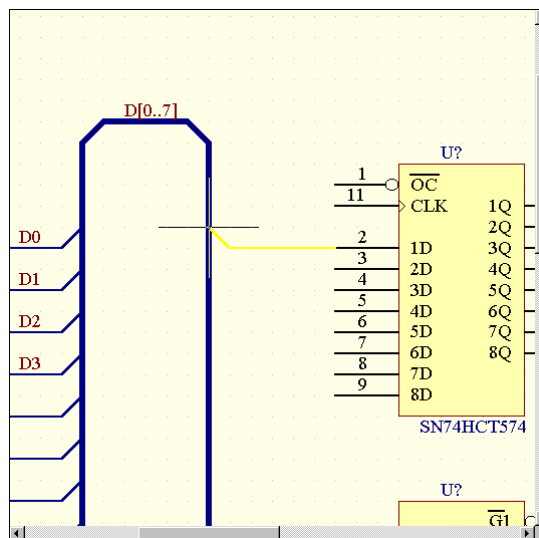 D[0..7]
U?
1
OC
11
CLK
1Q
2Q
D0
2
1D
3Q
3
2D
4Q
D1
4
3D
5Q
5
4D
6Q
D2
6
5D
7Q
7
6D
8Q
D3
8
7D
9
8D
SN74HCT574
U?
G1